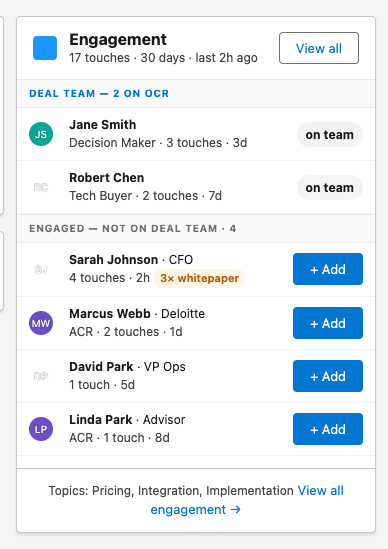 Engagement
17 touches · 30 days · last 2h ago
View all
DEAL TEAM — 2 ON OCR
JS
Jane Smith
Decision Maker · 3 touches · 3d
on team
RC
Robert Chen
Tech Buyer · 2 touches · 7d
on team
ENGAGED — NOT ON DEAL TEAM · 4
SJ
Sarah Johnson · CFO
4 touches · 2h 3× whitepaper
+ Add
MW
Marcus Webb · Deloitte
ACR · 2 touches · 1d
+ Add
DP
David Park · VP Ops
1 touch · 5d
+ Add
LP
Linda Park · Advisor
ACR · 1 touch · 8d
+ Add
Topics: Pricing, Integration, Implementation View all
engagement →